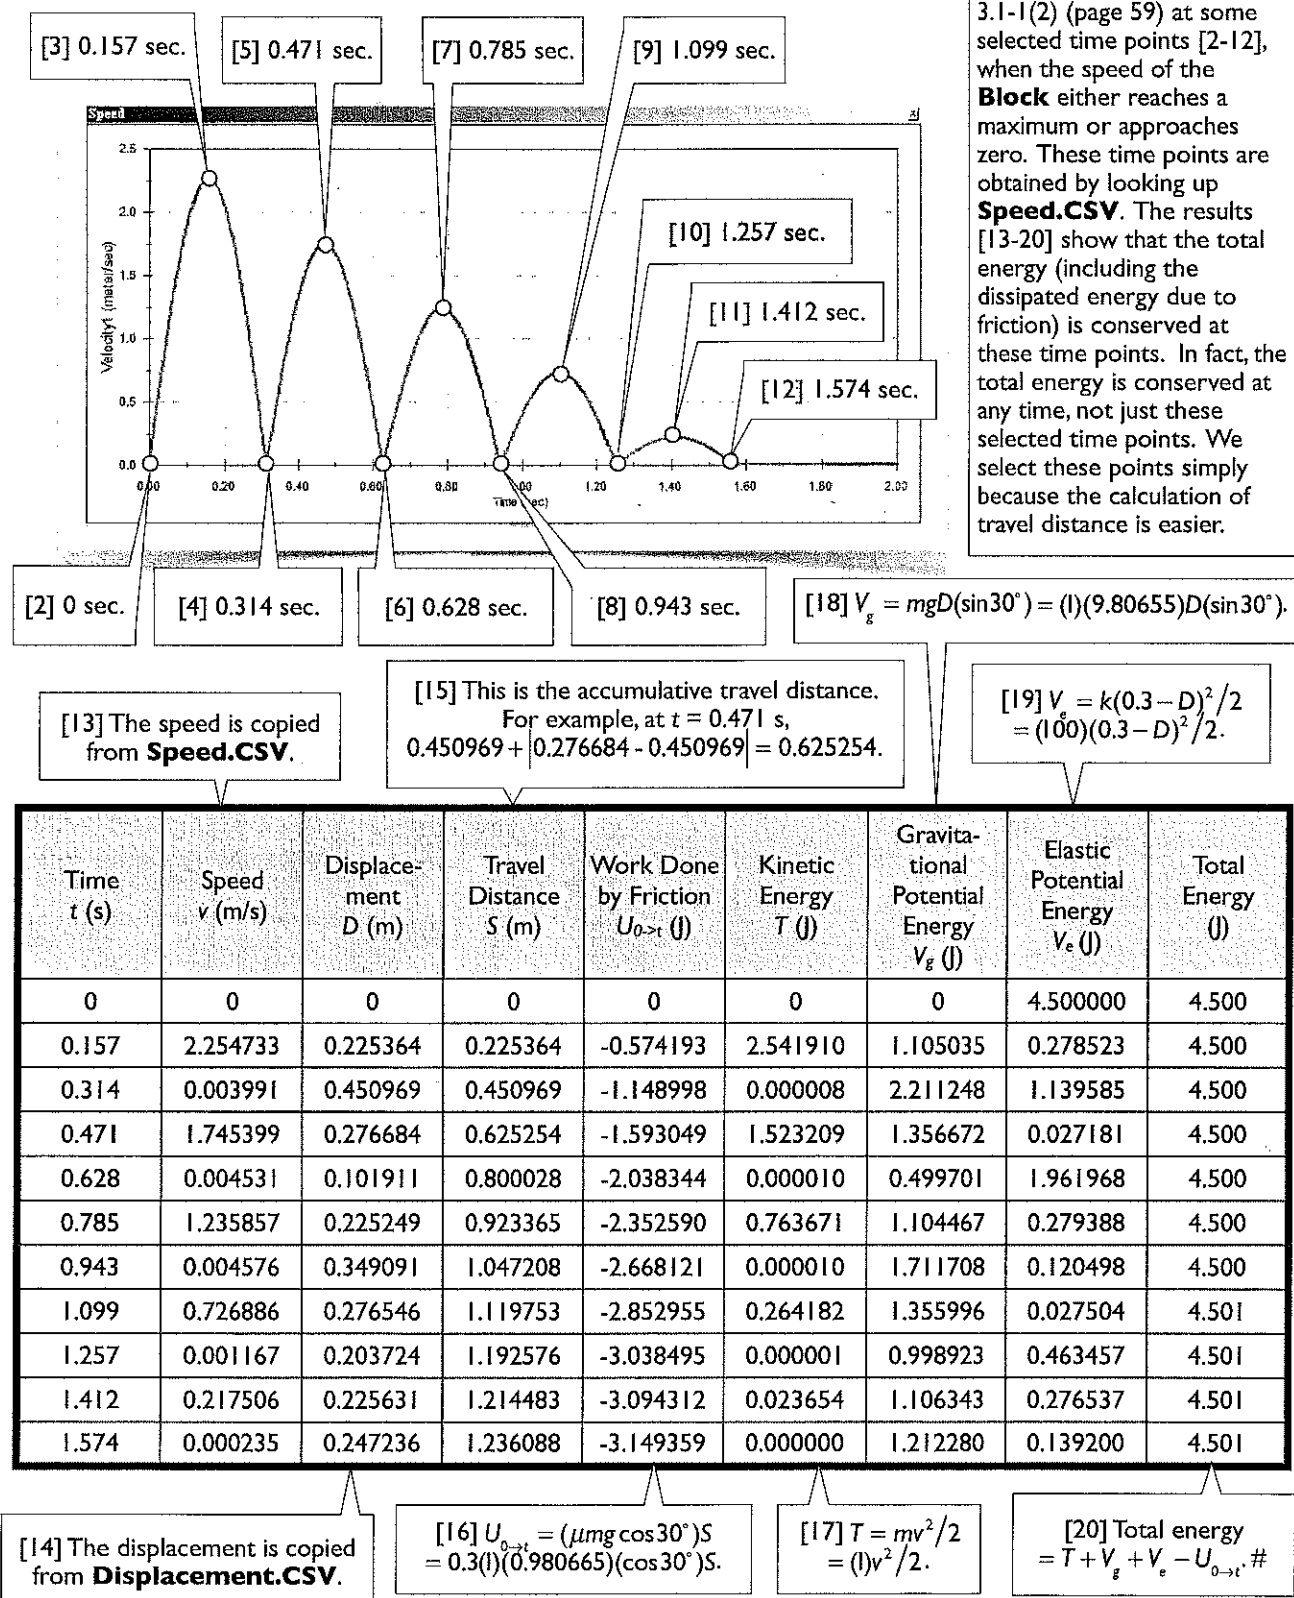 3.1-1(2) (page 59) at some
selected time points [2-12],
when the speed of the
Block either reaches a
maximum or approaches
zero. These time points are
obtained by looking up
Speed.CSV. The results
[13-20] show that the total
energy (including the
dissipated energy due to
friction) is conserved at
these time points. In fact, the
total energy is conserved at
any time, not just these
selected time points. We
select these points simply
because the calculation of
travel distance is easier.
[3] 0.157 sec.
[5] 0.471 sec.
[7] 0.785 sec.
[9] 1.099 sec.
Speed
Velocity1 (meter/sec)
2.5
2.0
1.5
1.0
0.5
0.0
[10] 1.257 sec.
[11] 1.412 sec.
[12] 1.574 sec.
0.00 0.20 0.40 0.60 0.80 1.20 1.40 1.60 1.80 2.00
[2] 0 sec.
[4] 0.314 sec.
[6] 0.628 sec.
[8] 0.943 sec.
[18] Vg = mgD(sin30°) = (1)(9.80655)D(sin30°).
[13] The speed is copied
from Speed.CSV.
[15] This is the accumulative travel distance.
For example, at t = 0.471 s,
0.450969 + |0.276684 - 0.450969| = 0.625254.
[19] Ve = k(0.3 − D)²/2
= (100)(0.3 − D)²/2.
Time t (s) Speed v (m/s) Displace-ment D (m) Travel Distance S (m) Work Done by Friction U0->t (J) Kinetic Energy T (J) Gravita-tional Potential Energy Vg (J) Elastic Potential Energy Ve (J) Total Energy (J)
0 0 0 0 0 0 0 4.500000 4.500
0.157 2.254733 0.225364 0.225364 -0.574193 2.541910 1.105035 0.278523 4.500
0.314 0.003991 0.450969 0.450969 -1.148998 0.000008 2.211248 1.139585 4.500
0.471 1.745399 0.276684 0.625254 -1.593049 1.523209 1.356672 0.027181 4.500
0.628 0.004531 0.101911 0.800028 -2.038344 0.000010 0.499701 1.961968 4.500
0.785 1.235857 0.225249 0.923365 -2.352590 0.763671 1.104467 0.279388 4.500
0.943 0.004576 0.349091 1.047208 -2.668121 0.000010 1.711708 0.120498 4.500
1.099 0.726886 0.276546 1.119753 -2.852955 0.264182 1.355996 0.027504 4.501
1.257 0.001167 0.203724 1.192576 -3.038495 0.000001 0.998923 0.463457 4.501
1.412 0.217506 0.225631 1.214483 -3.094312 0.023654 1.106343 0.276537 4.501
1.574 0.000235 0.247236 1.236088 -3.149359 0.000000 1.212280 0.139200 4.501
[14] The displacement is copied
from Displacement.CSV.
[16] U0→t = (μmg cos30°)S
= 0.3(1)(0.980665)(cos30°)S.
[17] T = mv²/2
= (1)v²/2.
[20] Total energy
= T + Vg + Ve − U0→t. #